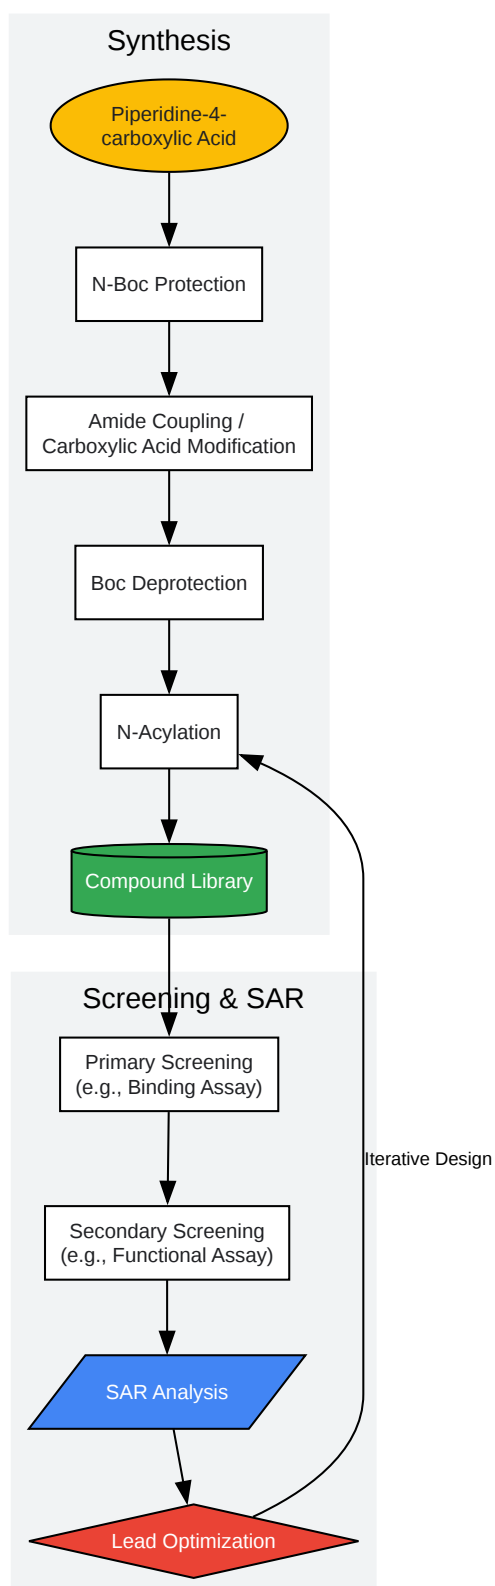 Synthesis
Piperidine-4-
carboxylic Acid
N-Boc Protection
Amide Coupling /
Carboxylic Acid Modification
Boc Deprotection
N-Acylation
Compound Library
Screening & SAR
Primary Screening
(e.g., Binding Assay)
Iterative Design
Secondary Screening
(e.g., Functional Assay)
SAR Analysis
Lead Optimization